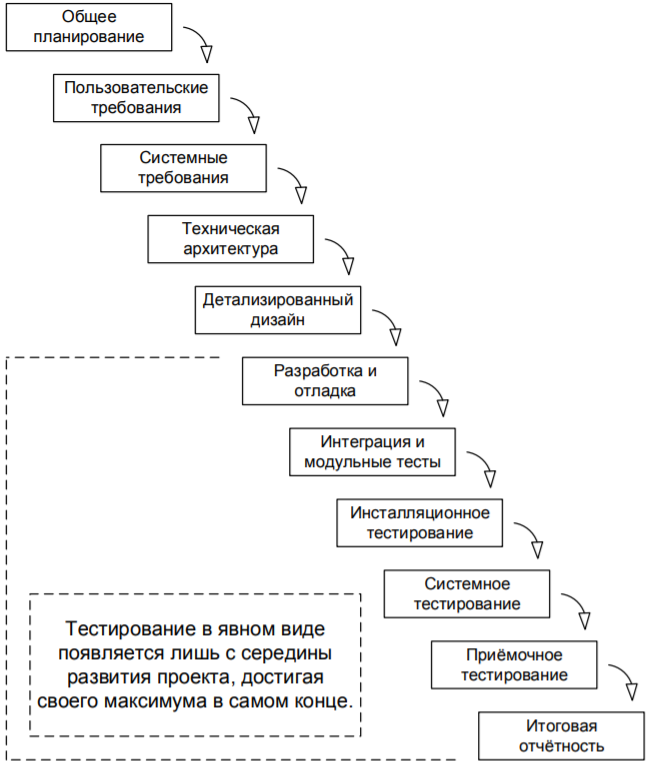 Общее
планирование
Пользовательские
требования
Системные
требования
Техническая
архитектура
Детализированный
дизайн
Разработка и
отладка
Интеграция и
модульные тесты
Инсталляционное
тестирование
Системное
тестирование
Приёмочное
тестирование
Итоговая
отчётность
Тестирование в явном виде
появляется лишь с середины
развития проекта, достигая
своего максимума в самом конце.